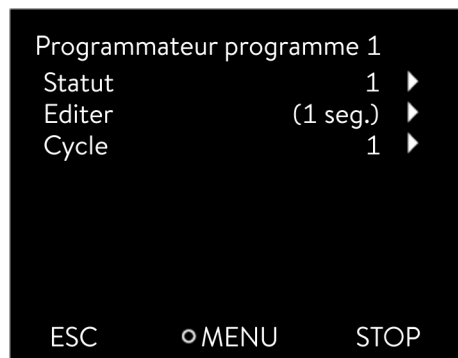 Programmateur programme 1
Statut 1
Editer (1 seg.)
Cycle 1
ESC MENU STOP